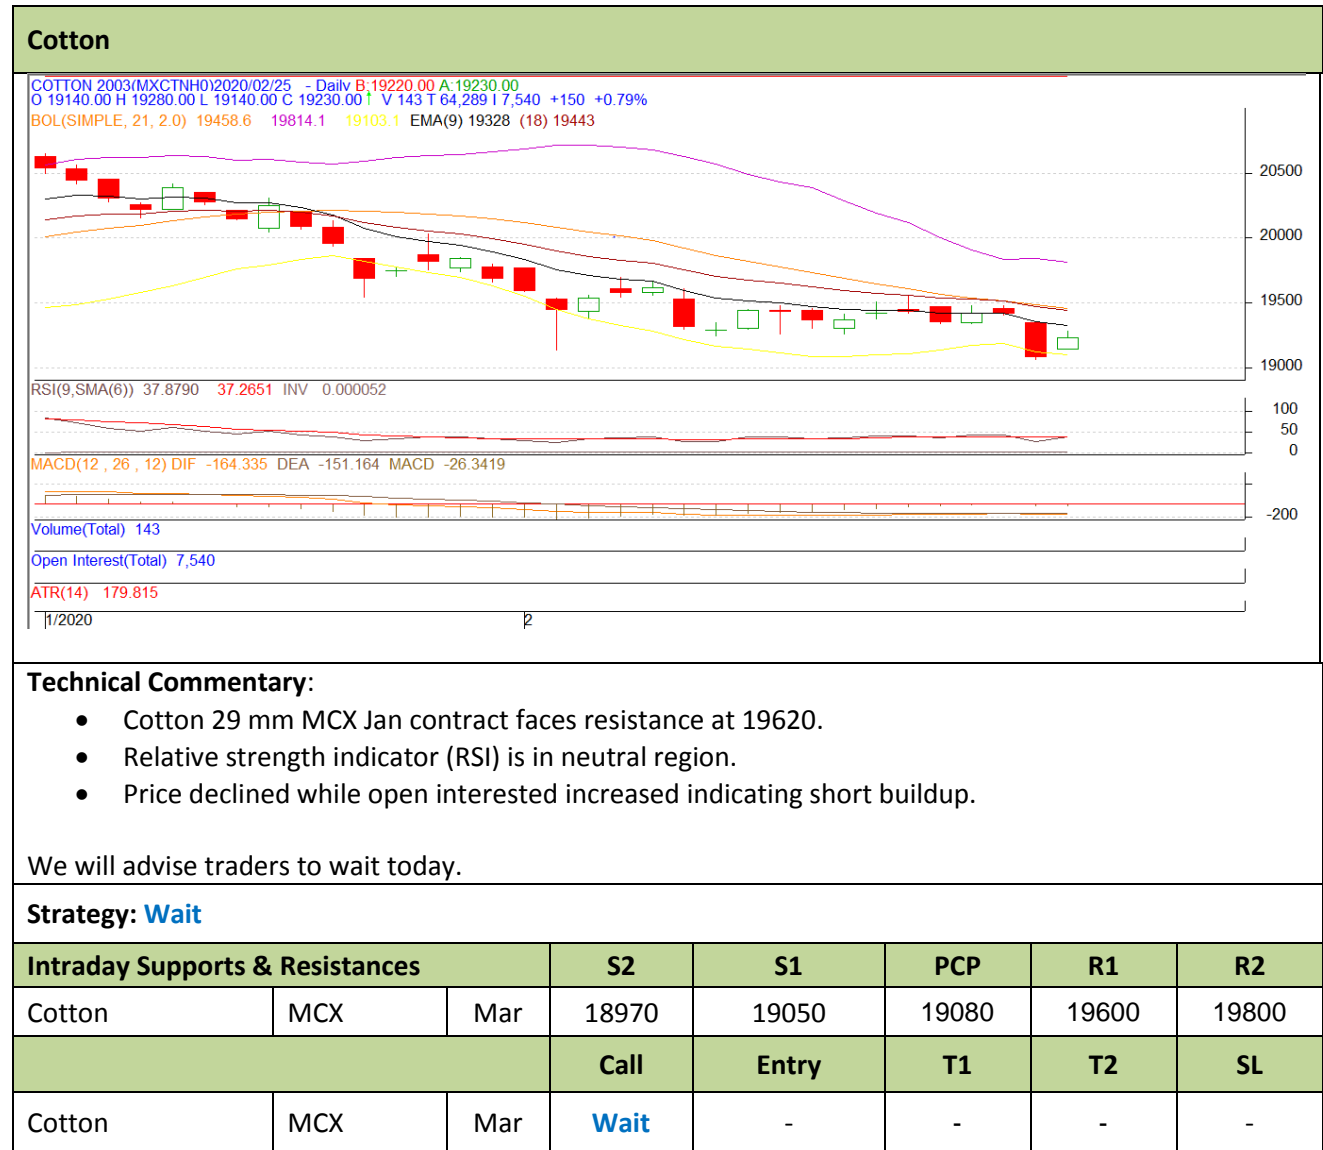 Cotton
COTTON 2003(MXCTNH0)2020/02/25 - Daily B:19220.00 A:19230.00
O 19140.00 H 19280.00 L 19140.00 C 19230.00↑ V 143 T 64,289 I 7,540 +150 +0.79%
BOL(SIMPLE, 21, 2.0) 19458.6 19814.1 19103.1 EMA(9) 19328 (18) 19443
20500
20000
19500
19000
RSI(9,SMA(6)) 37.8790 37.2651 INV 0.000052
100
50
0
MACD(12 , 26 , 12) DIF -164.335 DEA -151.164 MACD -26.3419
-200
Volume(Total) 143
Open Interest(Total) 7,540
ATR(14) 179.815
1/2020 2
Technical Commentary:
• Cotton 29 mm MCX Jan contract faces resistance at 19620.
• Relative strength indicator (RSI) is in neutral region.
• Price declined while open interested increased indicating short buildup.
We will advise traders to wait today.
Strategy: Wait
Intraday Supports & Resistances S2 S1 PCP R1 R2
Cotton MCX Mar 18970 19050 19080 19600 19800
Call Entry T1 T2 SL
Cotton MCX Mar Wait - - - -